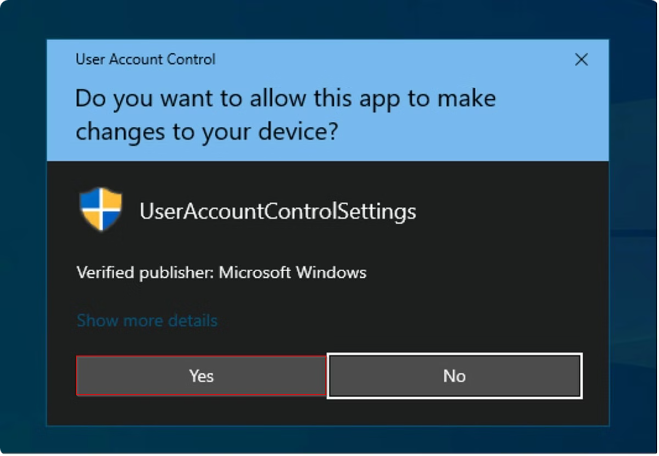 User Account Control
Do you want to allow this app to make
changes to your device?
UserAccountControlSettings
Verified publisher: Microsoft Windows
Show more details
Yes
No